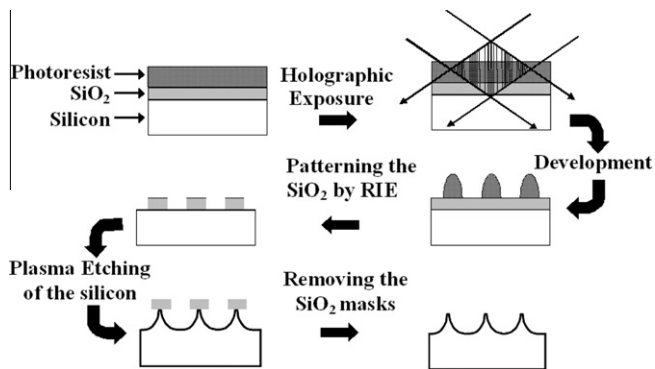 Photoresist
SiO2
Silicon
Holographic
Exposure
Development
Patterning the
SiO2 by RIE
Plasma Etching
of the silicon
Removing the
SiO2 masks